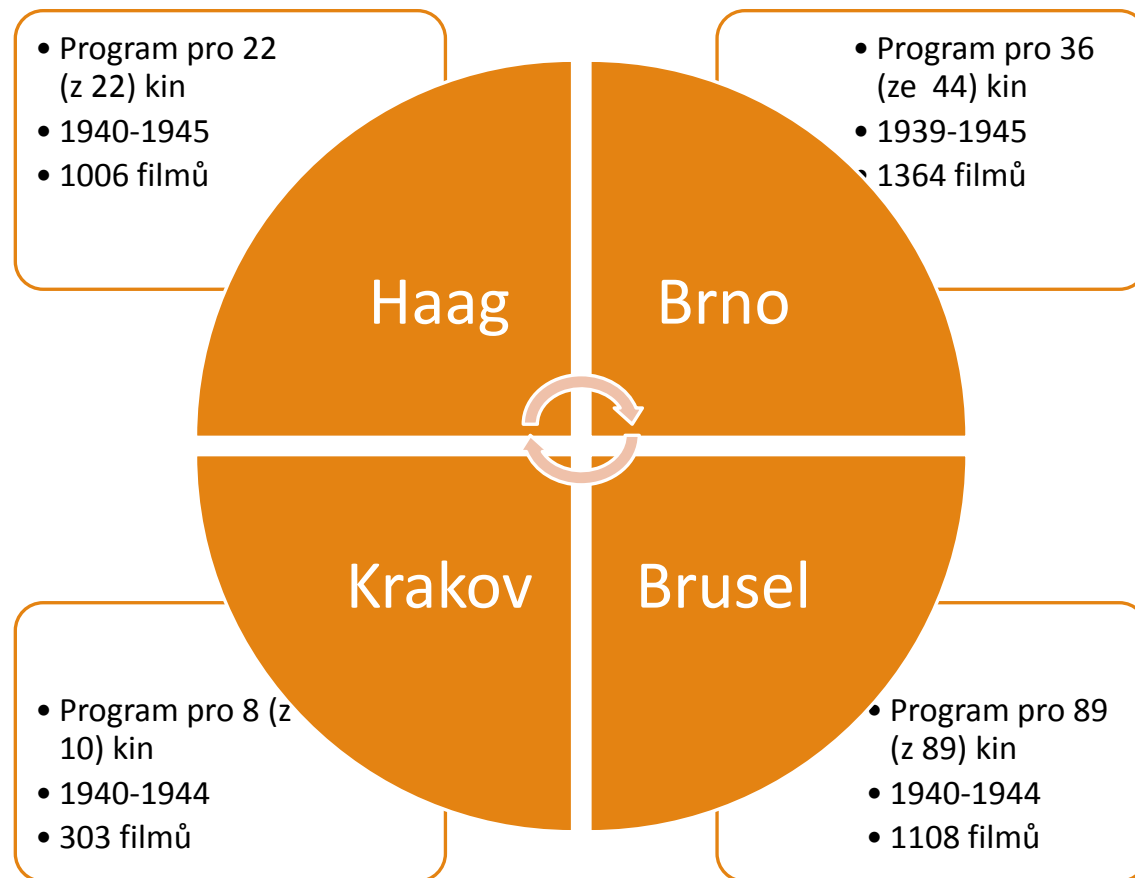 • Program pro 22
(z 22) kin
• 1940-1945
• 1006 filmů
• Program pro 36
(ze 44) kin
• 1939-1945
• 1364 filmů
Haag
Brno
Krakov
Brusel
• Program pro 8 (z
10) kin
• 1940-1944
• 303 filmů
• Program pro 89
(z 89) kin
• 1940-1944
• 1108 filmů